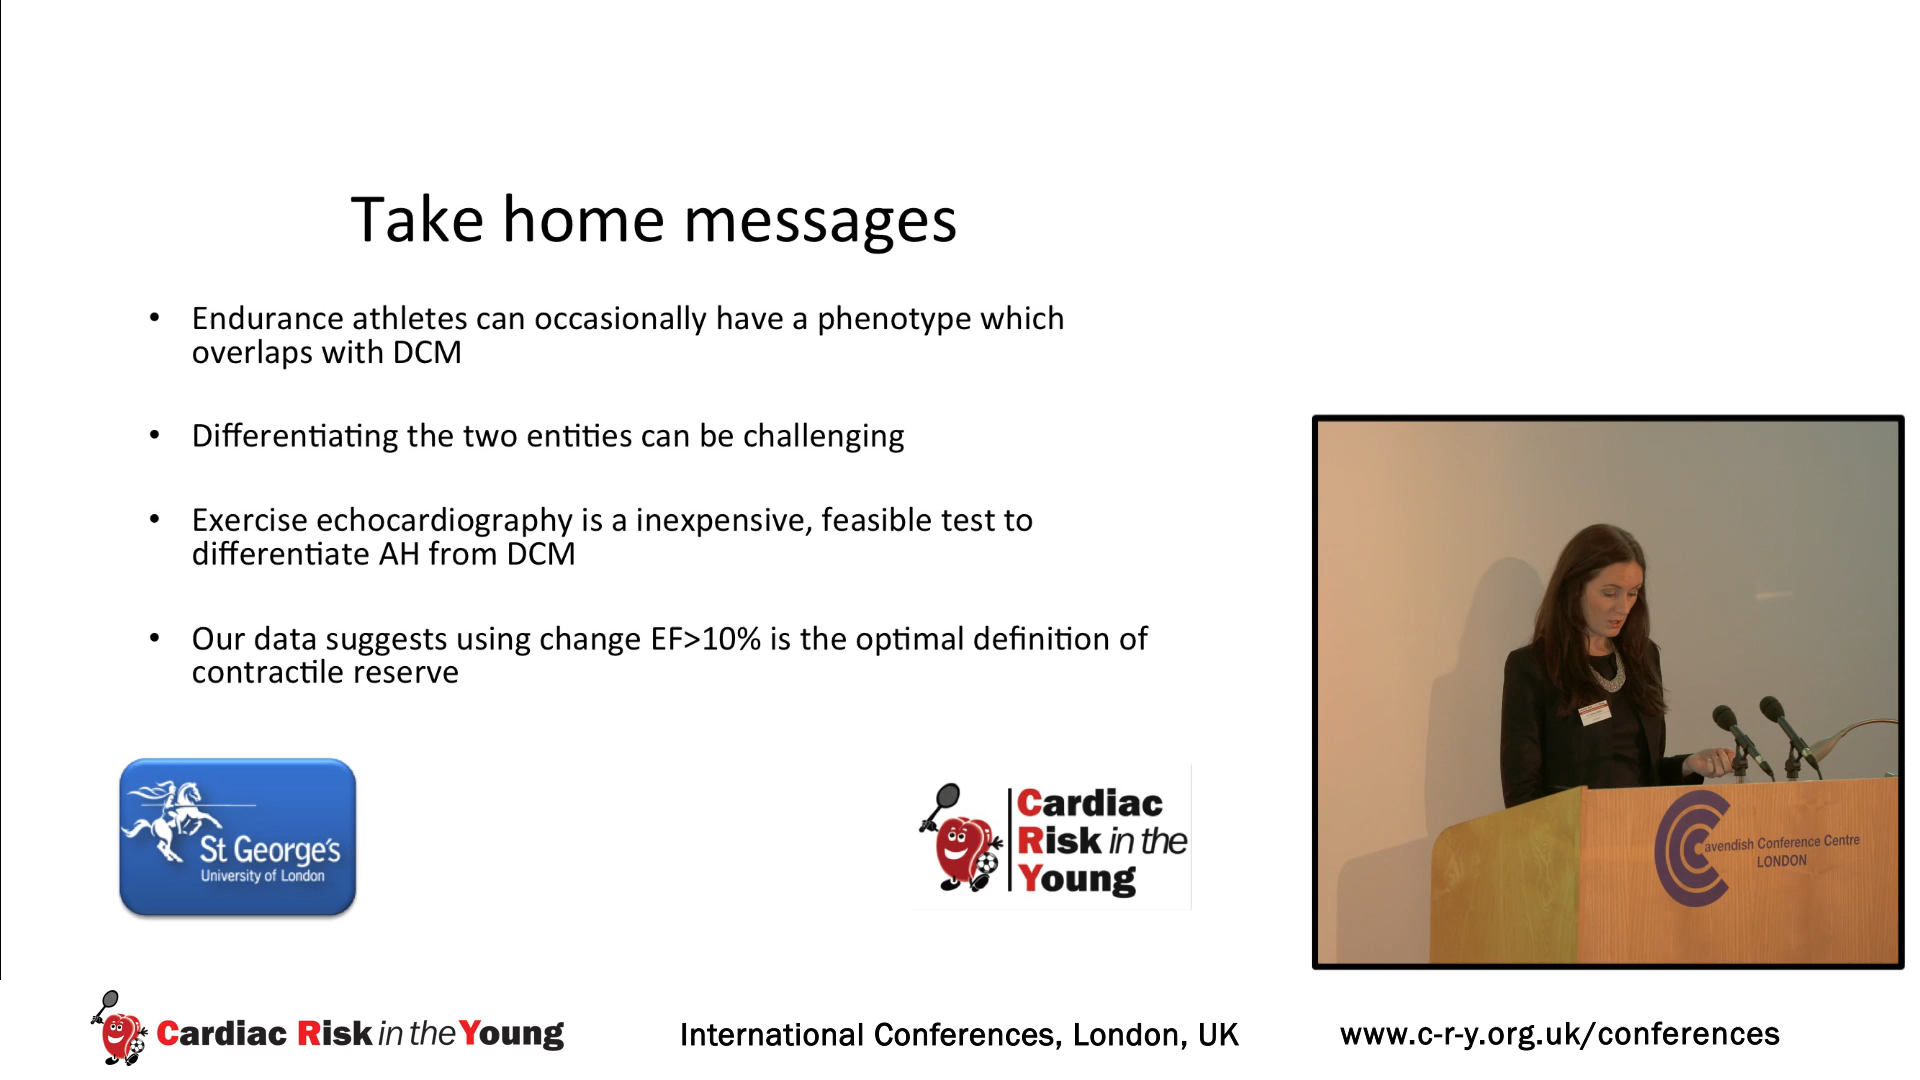 Take home messages
• Endurance athletes can occasionally have a phenotype which
overlaps with DCM
• Differentiating the two entities can be challenging
• Exercise echocardiography is a inexpensive, feasible test to
differentiate AH from DCM
• Our data suggests using change EF>10% is the optimal definition of
contractile reserve
St George's
University of London
Cardiac
Risk in the
Young
avendish Conference Centre
LONDON
Cardiac Risk in the Young
International Conferences, London, UK
www.c-r-y.org.uk/conferences